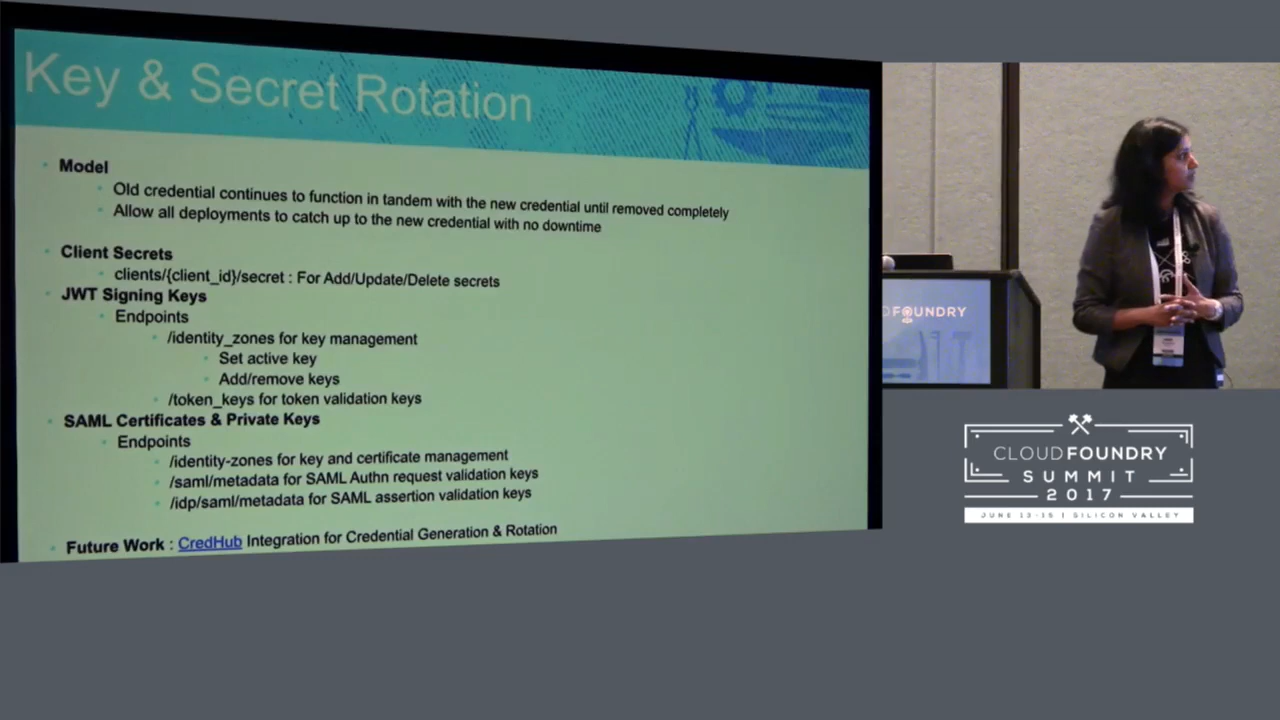 Key & Secret Rotation
Model
Old credential continues to function in tandem with the new credential until removed completely
Allow all deployments to catch up to the new credential with no downtime
Client Secrets
clients/{client_id}/secret : For Add/Update/Delete secrets
JWT Signing Keys
Endpoints
/identity_zones for key management
Set active key
Add/remove keys
/token_keys for token validation keys
SAML Certificates & Private Keys
Endpoints
/identity-zones for key and certificate management
/saml/metadata for SAML Authn request validation keys
/idp/saml/metadata for SAML assertion validation keys
Future Work : CredHub Integration for Credential Generation & Rotation
DFOUNDRY
CLOUDFOUNDRY
SUMMIT
2017
JUNE 13-15 | SILICON VALLEY